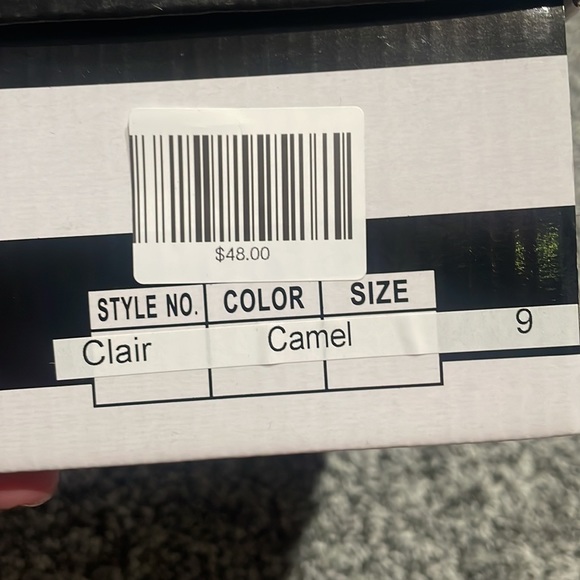 $48.00
STYLE NO. COLOR SIZE
Clair Camel 9